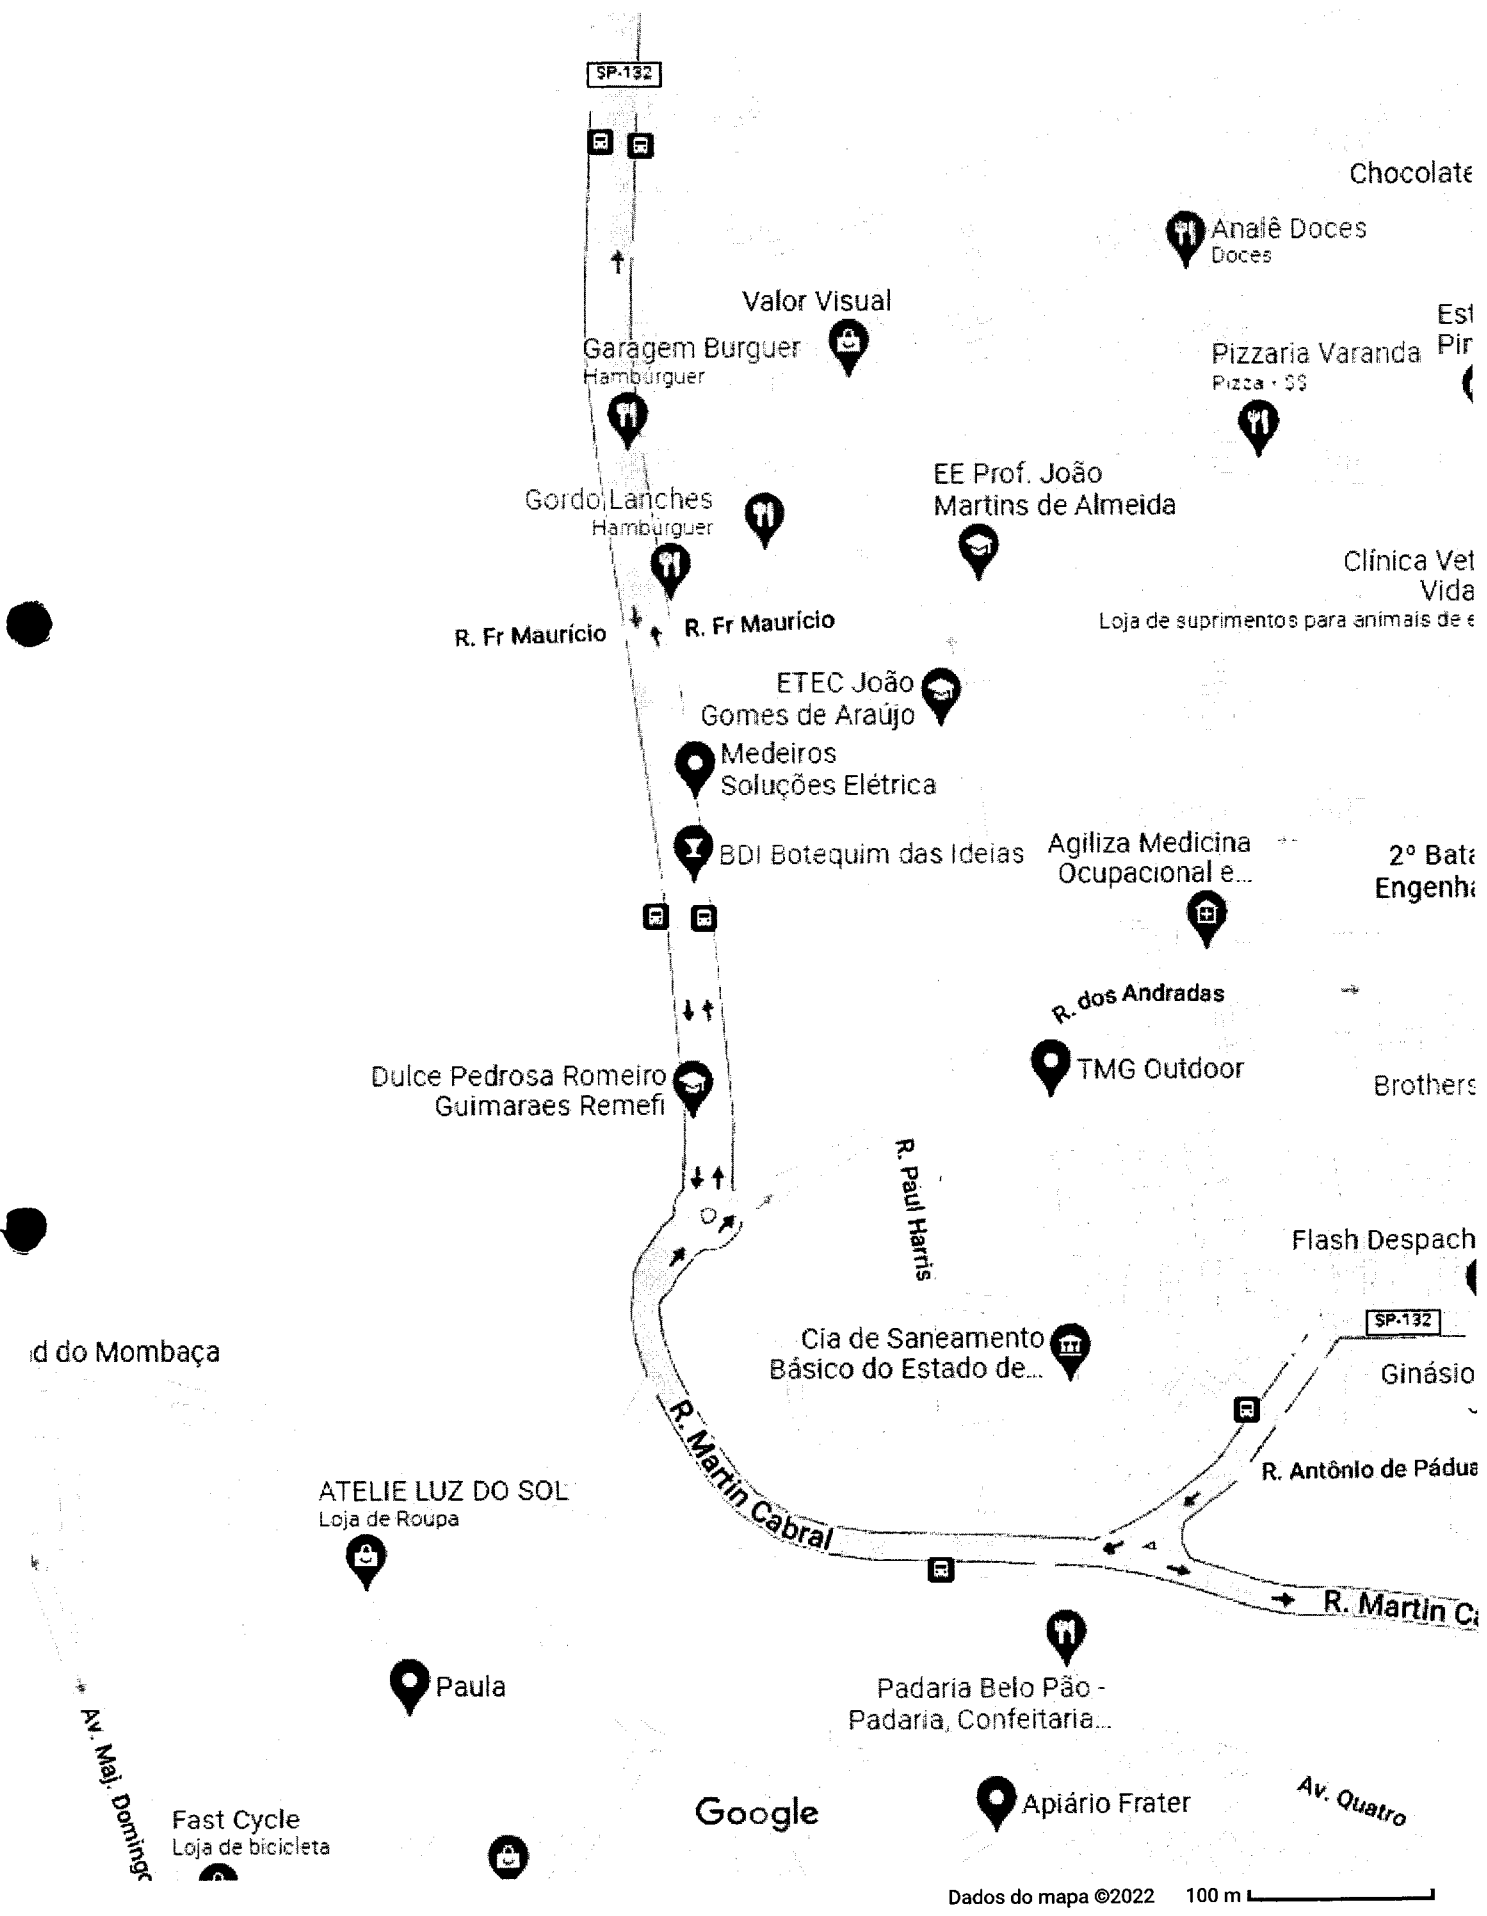 SP-132
Chocolate
Analê Doces
Doces
Valor Visual
Est
Pir
Garagem Burguer
Hambúrguer
Pizzaria Varanda
Pizza · $$
EE Prof. João
Martins de Almeida
Gordo Lanches
Hambúrguer
Clínica Vet
Vida
Loja de suprimentos para animais de e
R. Fr Maurício
R. Fr Maurício
ETEC João
Gomes de Araújo
Medeiros
Soluções Elétrica
BDI Botequim das Ideias
Agiliza Medicina
Ocupacional e...
2º Bata
Engenha
R. dos Andradas
TMG Outdoor
Dulce Pedrosa Romeiro
Guimaraes Remefi
Brothers
R. Paul Harris
Flash Despach
SP-132
Cia de Saneamento
Básico do Estado de...
d do Mombaça
Ginásio
R. Martin Cabral
R. Antônio de Pádua
ATELIE LUZ DO SOL
Loja de Roupa
R. Martin Ca
Paula
Padaria Belo Pão -
Padaria, Confeitaria...
Av. Maj. Domingo
Google
Apiário Frater
Av. Quatro
Fast Cycle
Loja de bicicleta
Dados do mapa ©2022 100 m